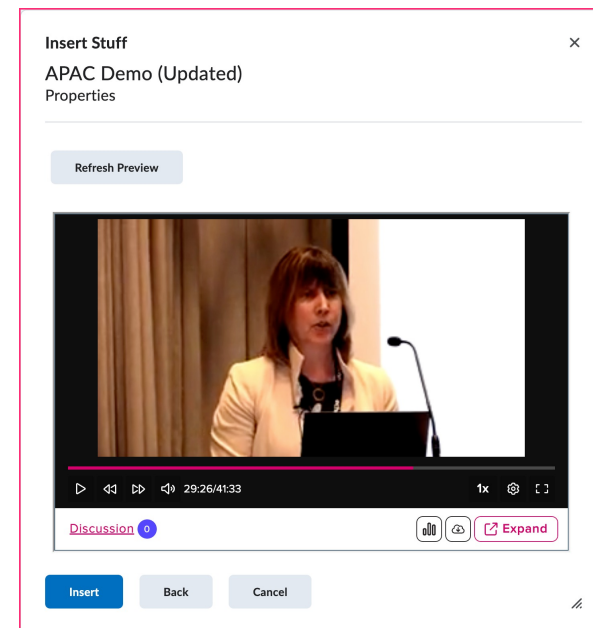 Insert Stuff
APAC Demo (Updated)
Properties
Refresh Preview
29:26/41:33 1x
Discussion 0 Expand
Insert Back Cancel